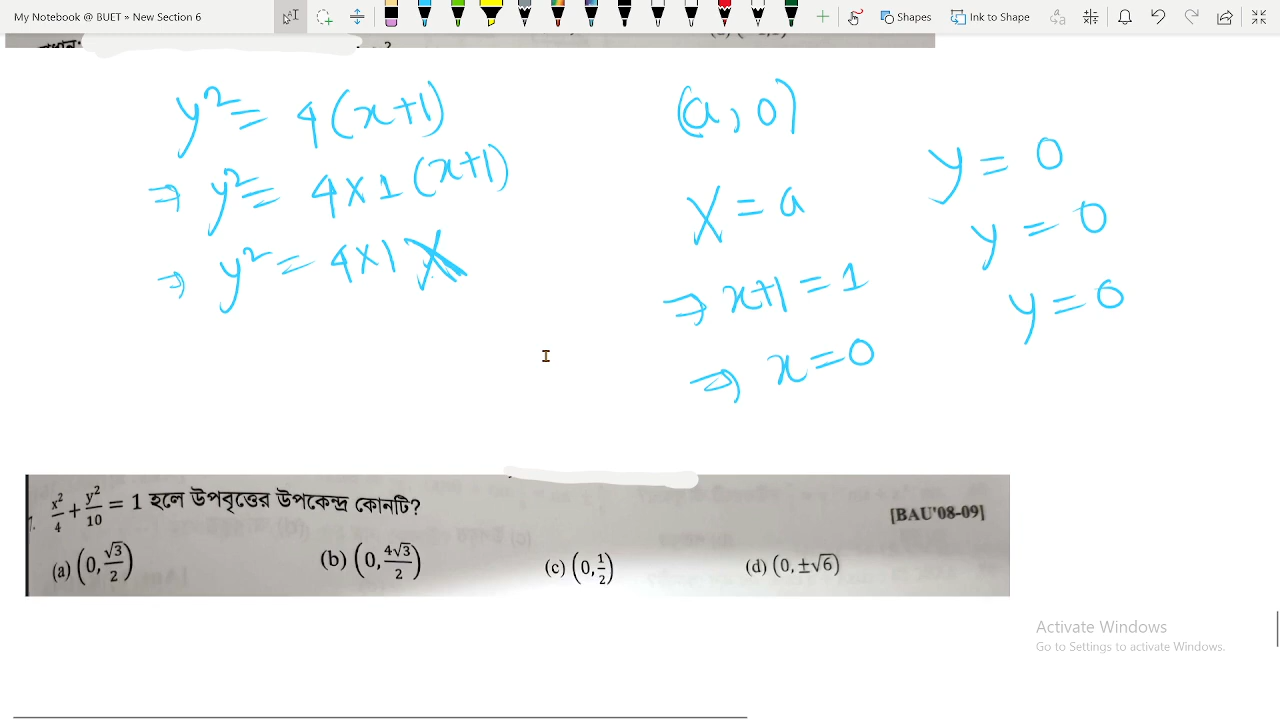 My Notebook @ BUET » New Section 6
Shapes Ink to Shape
y² = 4(x+1)
⇒ y² = 4×1(x+1)
⇒ y² = 4×1 X
(a, 0)
X = a
⇒ x+1 = 1
⇒ x = 0
y = 0
y = 0
y = 0
7. x²/4 + y²/10 = 1 হলে উপবৃত্তের উপকেন্দ্র কোনটি?
[BAU'08-09]
(a) (0, √3/2) (b) (0, 4√3/2) (c) (0, 1/2) (d) (0, ±√6)
Activate Windows
Go to Settings to activate Windows.